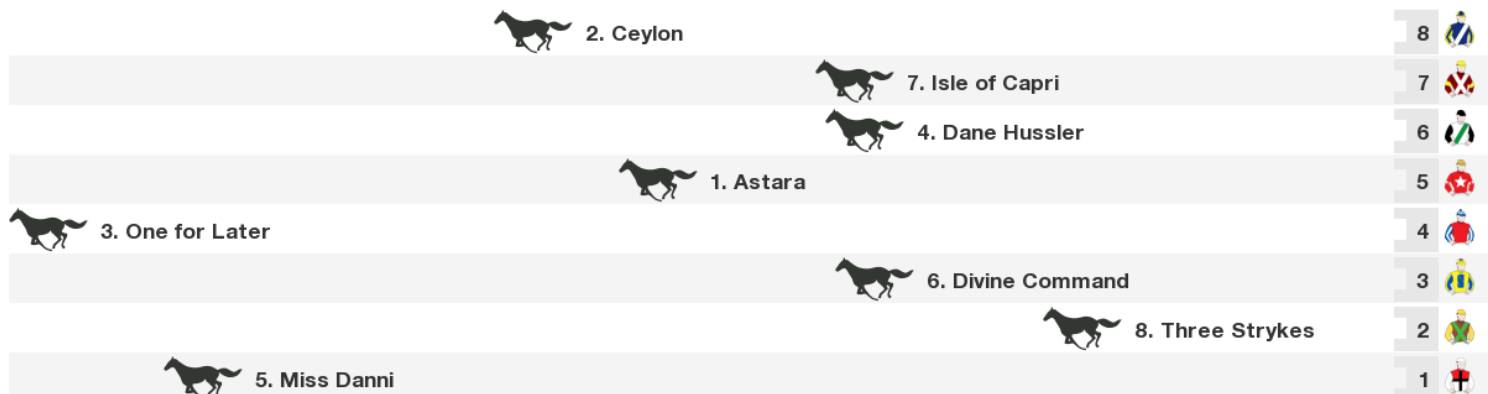 2. Ceylon 8
7. Isle of Capri 7
4. Dane Hussler 6
1. Astara 5
3. One for Later 4
6. Divine Command 3
8. Three Strykes 2
5. Miss Danni 1